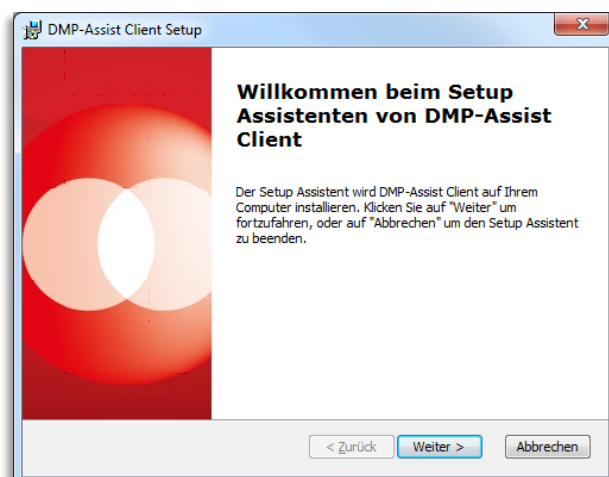 DMP-Assist Client Setup
Willkommen beim Setup
Assistenten von DMP-Assist
Client
Der Setup Assistent wird DMP-Assist Client auf Ihrem
Computer installieren. Klicken Sie auf "Weiter" um
fortzufahren, oder auf "Abbrechen" um den Setup Assistent
zu beenden.
< Zurück Weiter > Abbrechen